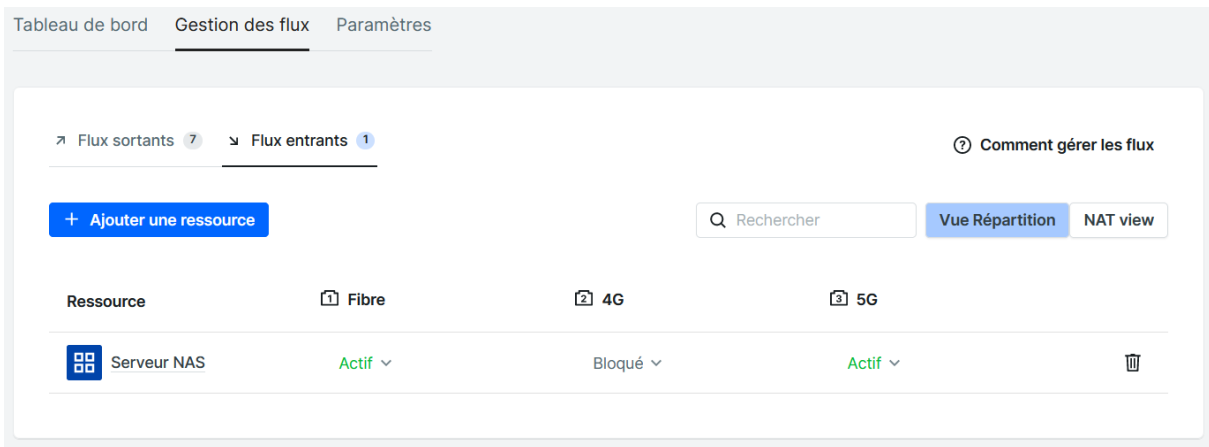 Tableau de bord Gestion des flux Paramètres
Flux sortants 7 Flux entrants 1 Comment gérer les flux
+ Ajouter une ressource Rechercher Vue Répartition NAT view
Ressource 1 Fibre 2 4G 3 5G
Serveur NAS Actif Bloqué Actif